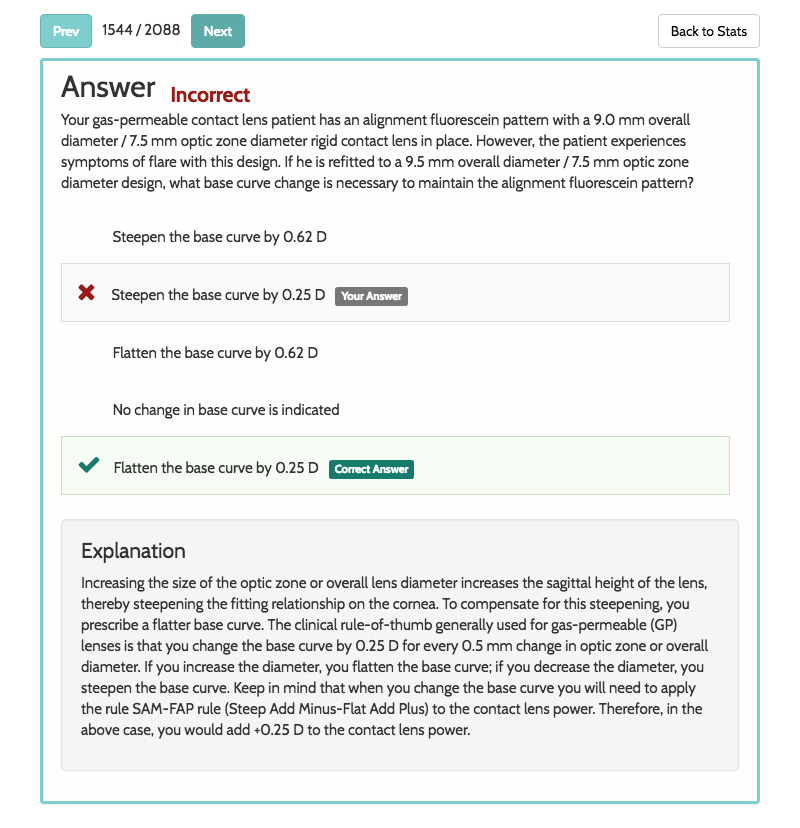 Prev 1544 / 2088 Next Back to Stats
Answer Incorrect
Your gas-permeable contact lens patient has an alignment fluorescein pattern with a 9.0 mm overall
diameter / 7.5 mm optic zone diameter rigid contact lens in place. However, the patient experiences
symptoms of flare with this design. If he is refitted to a 9.5 mm overall diameter / 7.5 mm optic zone
diameter design, what base curve change is necessary to maintain the alignment fluorescein pattern?
Steepen the base curve by 0.62 D
Steepen the base curve by 0.25 D Your Answer
Flatten the base curve by 0.62 D
No change in base curve is indicated
Flatten the base curve by 0.25 D Correct Answer
Explanation
Increasing the size of the optic zone or overall lens diameter increases the sagittal height of the lens,
thereby steepening the fitting relationship on the cornea. To compensate for this steepening, you
prescribe a flatter base curve. The clinical rule-of-thumb generally used for gas-permeable (GP)
lenses is that you change the base curve by 0.25 D for every 0.5 mm change in optic zone or overall
diameter. If you increase the diameter, you flatten the base curve; if you decrease the diameter, you
steepen the base curve. Keep in mind that when you change the base curve you will need to apply
the rule SAM-FAP rule (Steep Add Minus-Flat Add Plus) to the contact lens power. Therefore, in the
above case, you would add +0.25 D to the contact lens power.